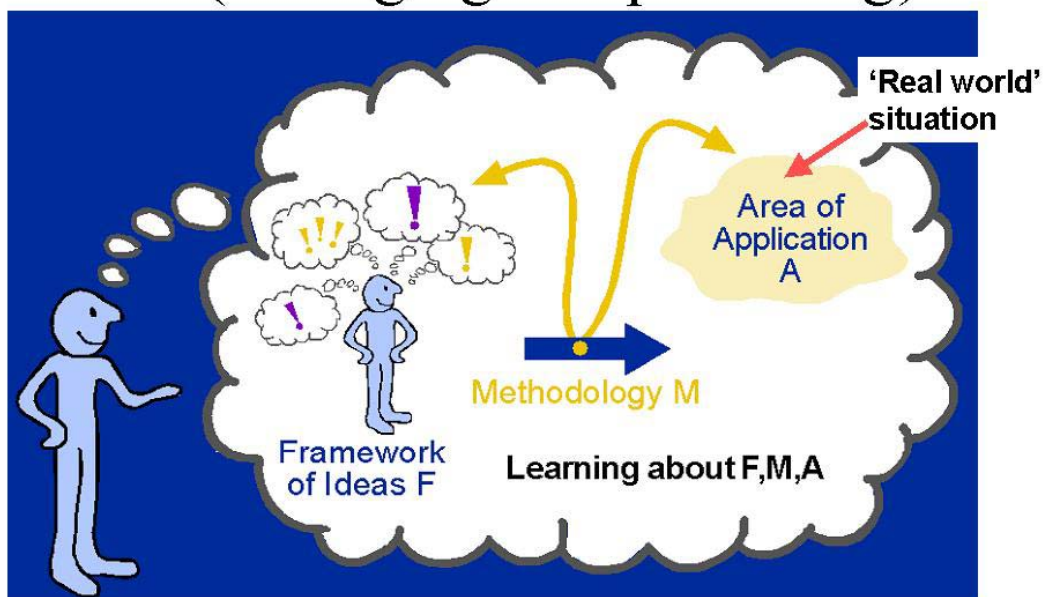 ‘Real world’
situation
Area of
Application
A
Methodology M
Framework
of Ideas F
Learning about F,M,A